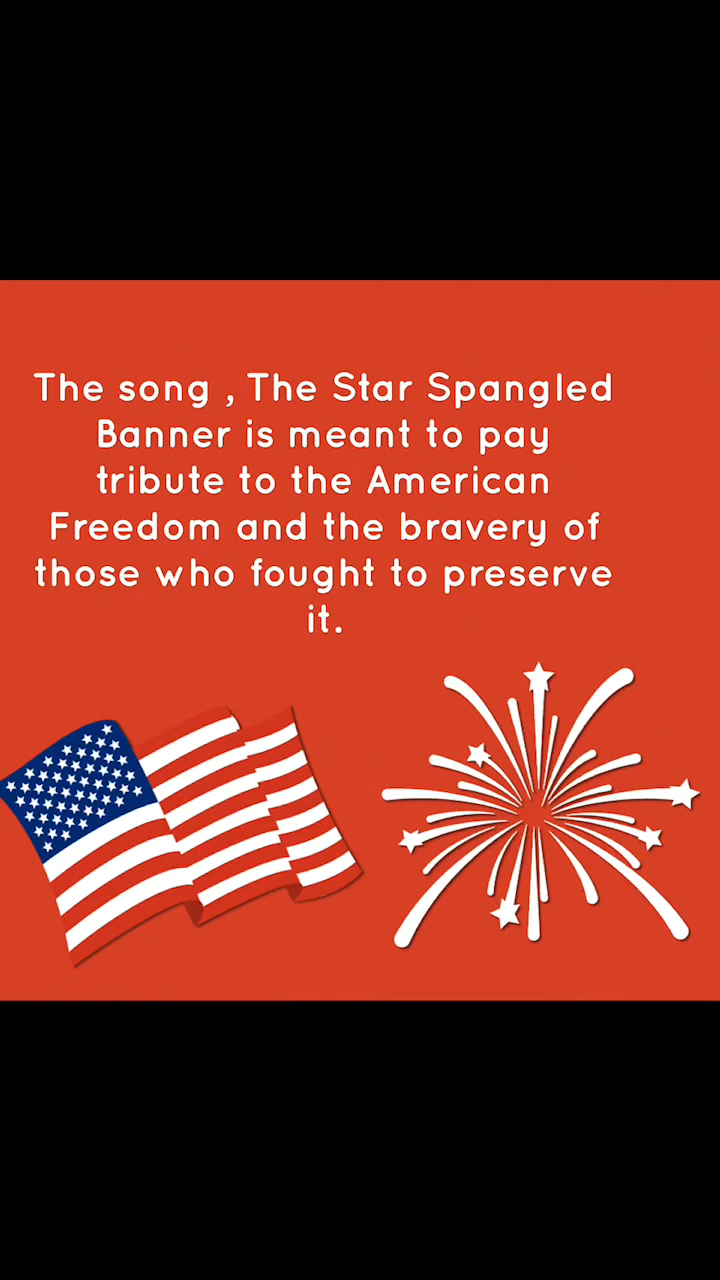 The song , The Star Spangled
Banner is meant to pay
tribute to the American
Freedom and the bravery of
those who fought to preserve
it.